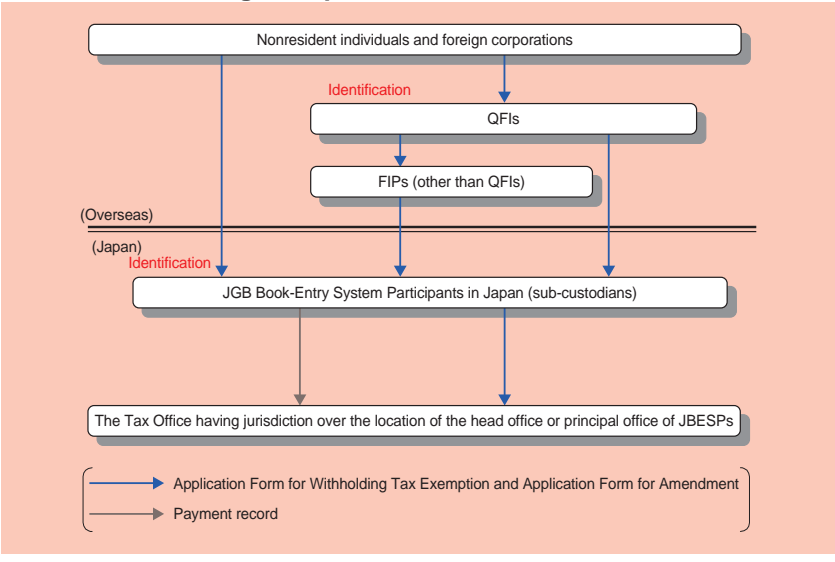 Nonresident individuals and foreign corporations
Identification
QFIs
FIPs (other than QFIs)
(Overseas)
(Japan)
Identification
JGB Book-Entry System Participants in Japan (sub-custodians)
The Tax Office having jurisdiction over the location of the head office or principal office of JBESPs
Application Form for Withholding Tax Exemption and Application Form for Amendment
Payment record